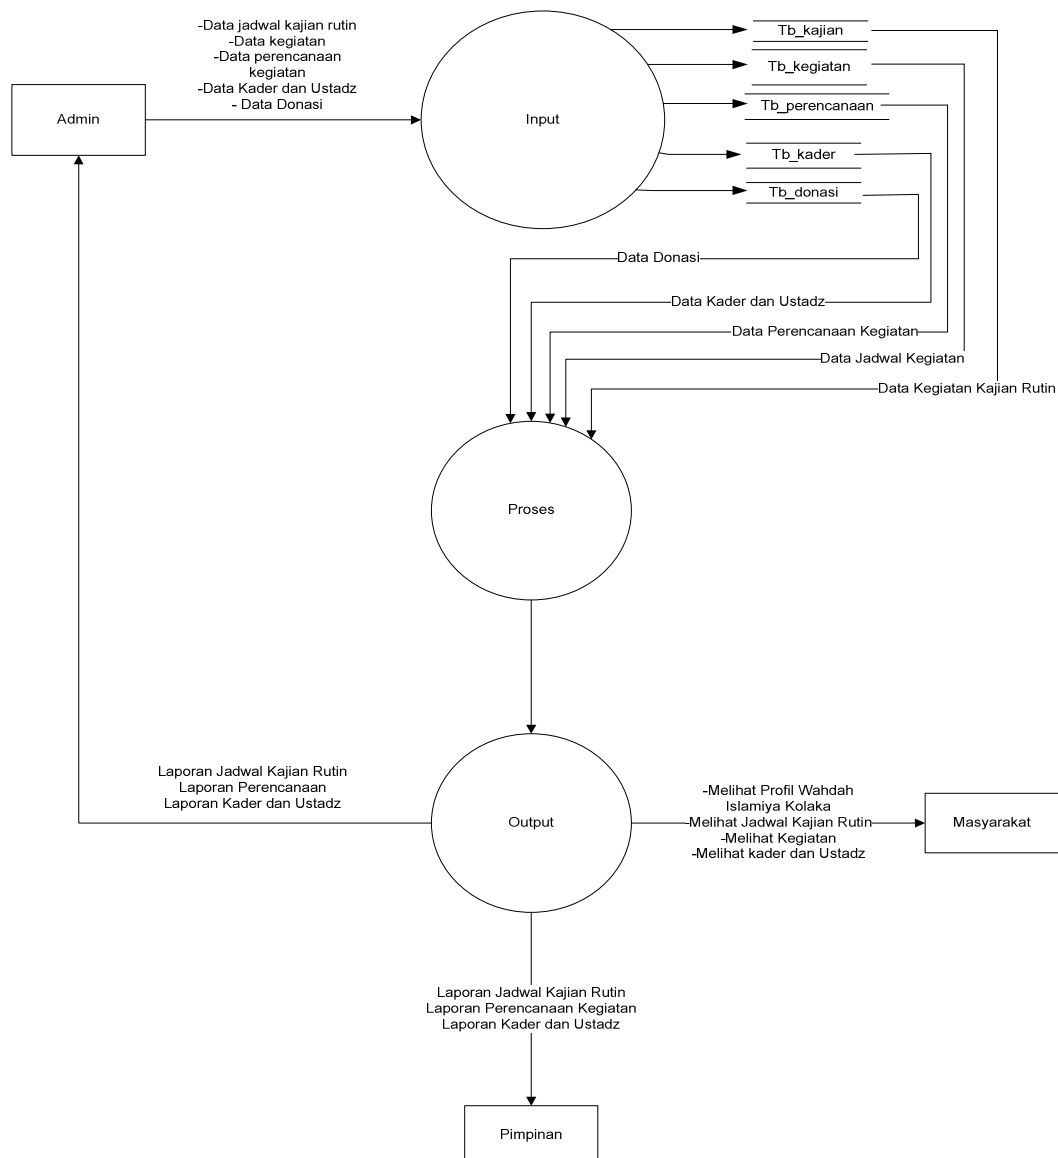 -Data jadwal kajian rutin
-Data kegiatan
-Data perencanaan
kegiatan
-Data Kader dan Ustadz
- Data Donasi
Admin
Input
Tb_kajian
Tb_kegiatan
Tb_perencanaan
Tb_kader
Tb_donasi
Data Donasi
Data Kader dan Ustadz
Data Perencanaan Kegiatan
Data Jadwal Kegiatan
Data Kegiatan Kajian Rutin
Proses
Laporan Jadwal Kajian Rutin
Laporan Perencanaan
Laporan Kader dan Ustadz
Output
-Melihat Profil Wahdah
Islamiya Kolaka
-Melihat Jadwal Kajian Rutin
-Melihat Kegiatan
-Melihat kader dan Ustadz
Masyarakat
Laporan Jadwal Kajian Rutin
Laporan Perencanaan Kegiatan
Laporan Kader dan Ustadz
Pimpinan